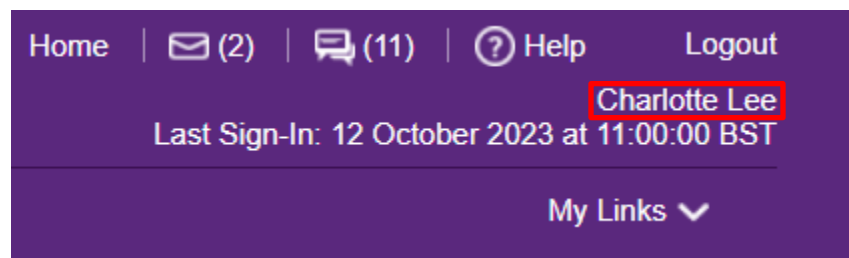 Home (2) (11) Help Logout
Charlotte Lee
Last Sign-In: 12 October 2023 at 11:00:00 BST
My Links